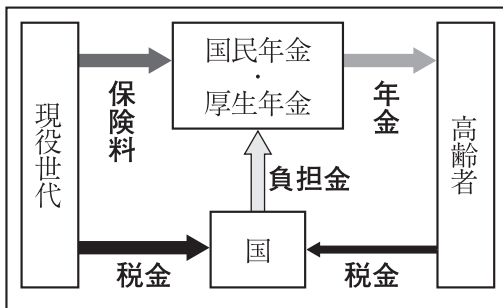 現役世代
保険料
国民年金
・
厚生年金
年金
高齢者
負担金
国
税金
税金